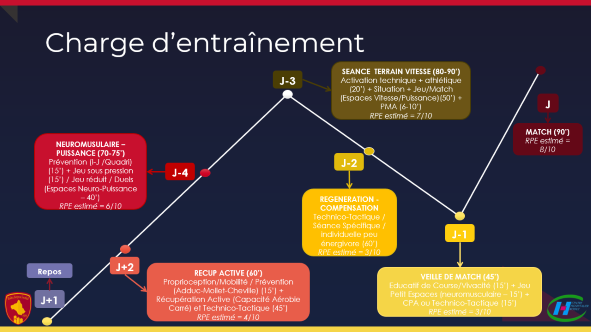 Charge d'entraînement
SEANCE TERRAIN VITESSE (80-90')
Activation technique + athlétique
(20') + Situation + Jeu/Match
(Espaces Vitesse/Puissance)(50') +
PMA (6-10')
RPE estimé = 7/10
J-3
J
MATCH (90')
RPE estimé =
8/10
NEUROMUSULAIRE –
PUISSANCE (70-75')
Prévention (I-J /Quadri)
(15') + Jeu sous pression
(15') / Jeu réduit / Duels
(Espaces Neuro-Puissance
– 40')
RPE estimé = 6/10
J-4
J-2
REGENERATION -
COMPENSATION
Technico-Tactique /
Séance Spécifique /
Individuelle peu
énergivore (60')
RPE estimé = 3/10
J-1
Repos
J+1
J+2
RECUP ACTIVE (60')
Proprioception/Mobilité / Prévention
(Adduc-Mollet-Cheville) (15') +
Récupération Active (Capacité Aérobie
Carré) et Technico-Tactique (45')
RPE estimé = 4/10
VEILLE DE MATCH (45')
Educatif de Course/Vivacité (15') + Jeu
Petit Espaces (neuromusculaire – 15') +
CPA ou Technico-Tactique (15')
RPE estimé = 3/10